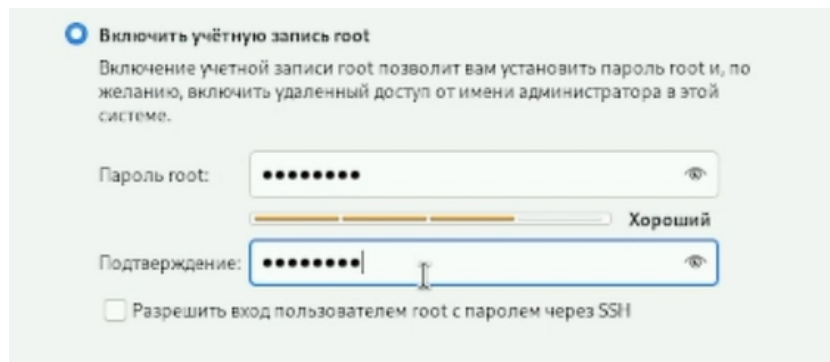 Включить учётную запись root
Включение учетной записи root позволит вам установить пароль root и, по
желанию, включить удаленный доступ от имени администратора в этой
системе.
Пароль root: ••••••••
Хороший
Подтверждение: ••••••••
Разрешить вход пользователем root с паролем через SSH